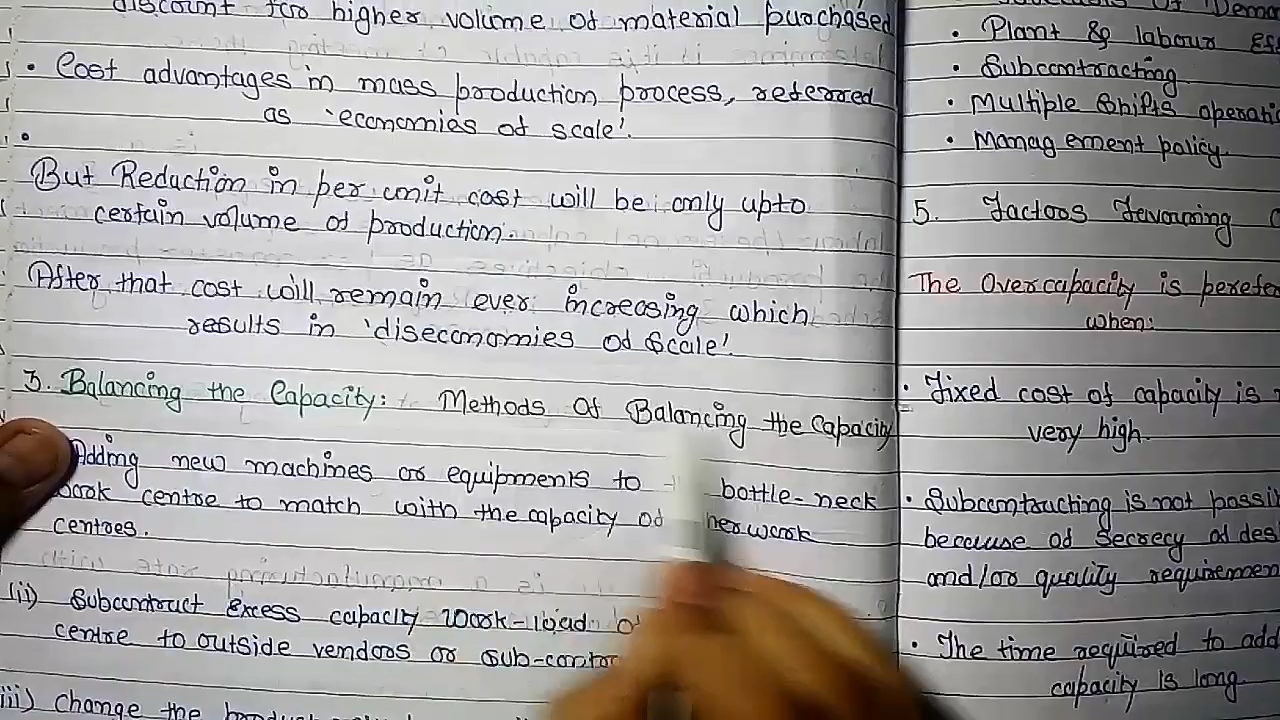 discount for higher volume of material purchased
• Cost advantages in mass production process, referred
as 'economies of scale'.
•
But Reduction in per unit cost will be only upto
certain volume of production.
After that cost will remain ever increasing which
results in 'diseconomies of scale'.
3. Balancing the Capacity: Methods of Balancing the Capacity
Adding new machines or equipments to bottle-neck
work centre to match with the capacity of work
centres.
(ii) Subcontract excess capacity work-load
centre to outside vendors or
iii) change the
• Plant & labour
• Subcontracting
• Multiple Shifts
• Manag ement policy.
5. Factors
The Overcapacity is
when:
• Fixed cost of capacity is
very high.
• Subcontracting is not
because of Secrecy of
and/or quality
• The time required to add
capacity is long.